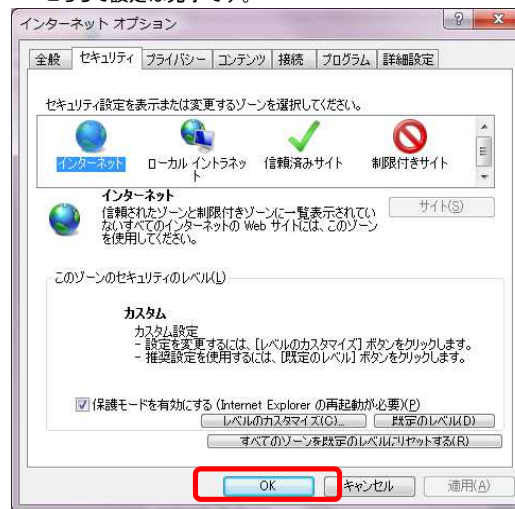 こちらで設定は完了です。
インターネット オプション
全般 セキュリティ プライバシー コンテンツ 接続 プログラム 詳細設定
セキュリティ設定を表示または変更するゾーンを選択してください。
インターネット ローカル イントラネット 信頼済みサイト 制限付きサイト
インターネット
信頼されたゾーンと制限付きゾーンに一覧表示されてい
ないすべてのインターネットの Web サイトには、このゾーン
を使用してください。
サイト(S)
このゾーンのセキュリティのレベル(L)
カスタム
カスタム設定
- 設定を変更するには、[レベルのカスタマイズ] ボタンをクリックします。
- 推奨設定を使用するには、[既定のレベル] ボタンをクリックします。
保護モードを有効にする (Internet Explorer の再起動が必要)(P)
レベルのカスタマイズ(C)... 既定のレベル(D)
すべてのゾーンを既定のレベルにリセットする(R)
OK キャンセル 適用(A)